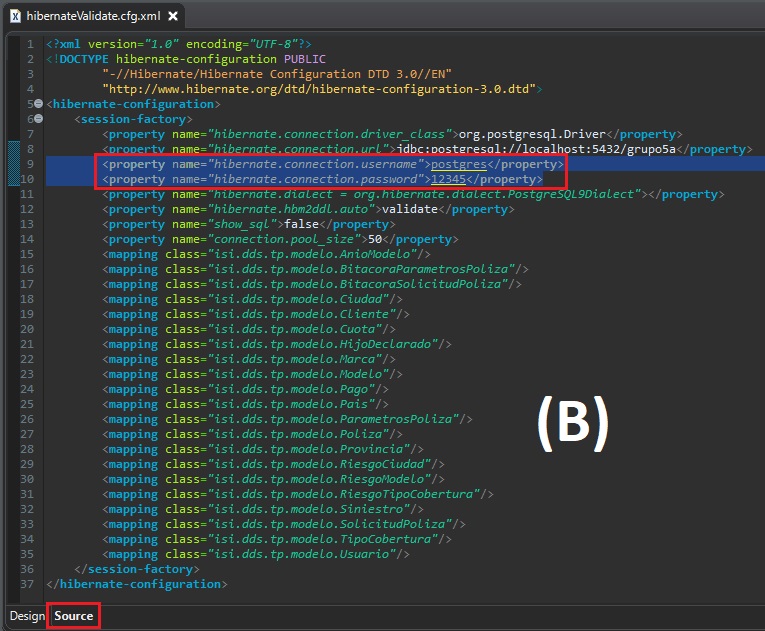 hibernateValidate.cfg.xml
1 <?xml version="1.0" encoding="UTF-8"?>
2 <!DOCTYPE hibernate-configuration PUBLIC
3 "-//Hibernate/Hibernate Configuration DTD 3.0//EN"
4 "http://www.hibernate.org/dtd/hibernate-configuration-3.0.dtd">
5 <hibernate-configuration>
6 <session-factory>
7 <property name="hibernate.connection.driver_class">org.postgresql.Driver</property>
8 <property name="hibernate.connection.url">jdbc:postgresql://localhost:5432/grupo5a</property>
9 <property name="hibernate.connection.username">postgres</property>
10 <property name="hibernate.connection.password">12345</property>
11 <property name="hibernate.dialect = org.hibernate.dialect.PostgreSQL9Dialect"></property>
12 <property name="hibernate.hbm2ddl.auto">validate</property>
13 <property name="show_sql">false</property>
14 <property name="connection.pool_size">50</property>
15 <mapping class="isi.dds.tp.modelo.AnioModelo"/>
16 <mapping class="isi.dds.tp.modelo.BitacoraParametrosPoliza"/>
17 <mapping class="isi.dds.tp.modelo.BitacoraSolicitudPoliza"/>
18 <mapping class="isi.dds.tp.modelo.Ciudad"/>
19 <mapping class="isi.dds.tp.modelo.Cliente"/>
20 <mapping class="isi.dds.tp.modelo.Cuota"/>
21 <mapping class="isi.dds.tp.modelo.HijoDeclarado"/>
22 <mapping class="isi.dds.tp.modelo.Marca"/>
23 <mapping class="isi.dds.tp.modelo.Modelo"/>
24 <mapping class="isi.dds.tp.modelo.Pago"/>
25 <mapping class="isi.dds.tp.modelo.Pais"/>
26 <mapping class="isi.dds.tp.modelo.ParametrosPoliza"/>
27 <mapping class="isi.dds.tp.modelo.Poliza"/>
28 <mapping class="isi.dds.tp.modelo.Provincia"/>
29 <mapping class="isi.dds.tp.modelo.RiesgoCiudad"/>
30 <mapping class="isi.dds.tp.modelo.RiesgoModelo"/>
31 <mapping class="isi.dds.tp.modelo.RiesgoTipoCobertura"/>
32 <mapping class="isi.dds.tp.modelo.Siniestro"/>
33 <mapping class="isi.dds.tp.modelo.SolicitudPoliza"/>
34 <mapping class="isi.dds.tp.modelo.TipoCobertura"/>
35 <mapping class="isi.dds.tp.modelo.Usuario"/>
36 </session-factory>
37 </hibernate-configuration>
(B)
Design Source